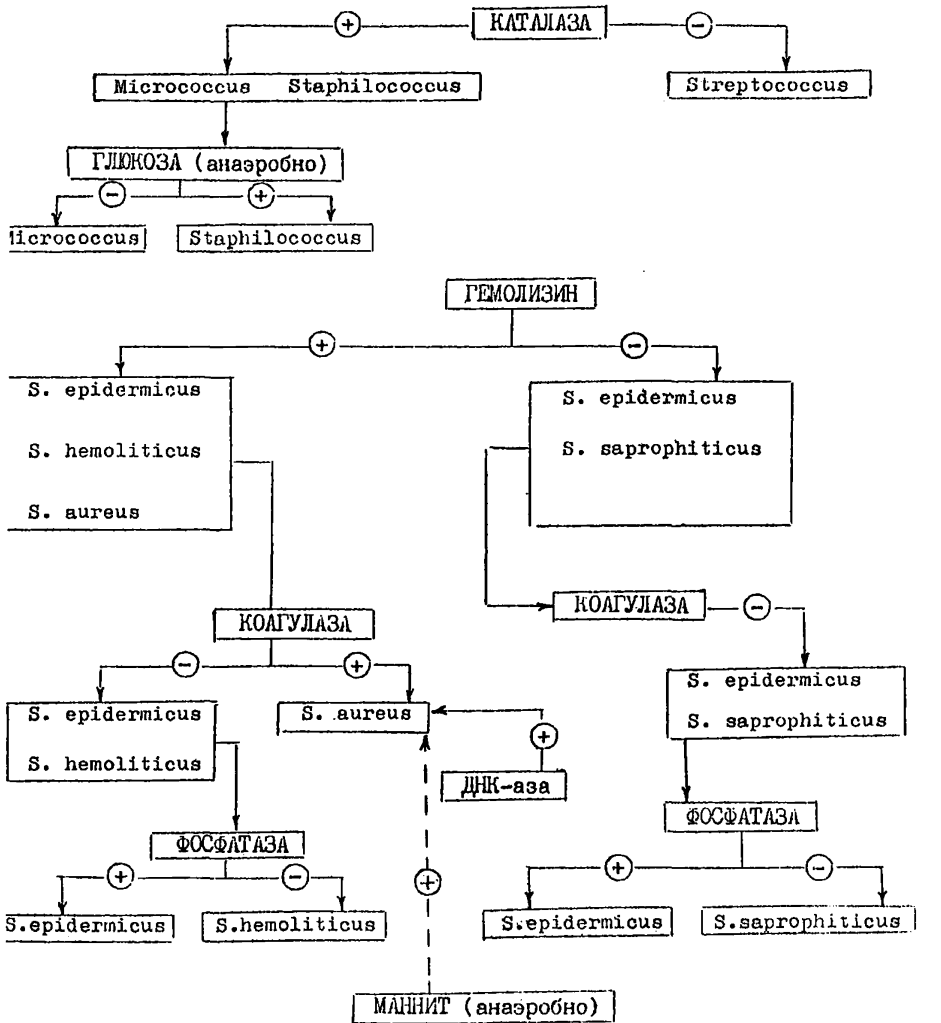 КАТАЛАЗА
Micrococcus Staphilococcus
Streptococcus
ГЛЮКОЗА (анаэробно)
Micrococcus
Staphilococcus
ГЕМОЛИЗИН
S. epidermicus
S. hemoliticus
S. aureus
S. epidermicus
S. saprophiticus
КОАГУЛАЗА
КОАГУЛАЗА
S. epidermicus
S. hemoliticus
S. aureus
ДНК-аза
S. epidermicus
S. saprophiticus
ФОСФАТАЗА
ФОСФАТАЗА
S.epidermicus
S.hemoliticus
S.epidermicus
S.saprophiticus
МАННИТ (анаэробно)